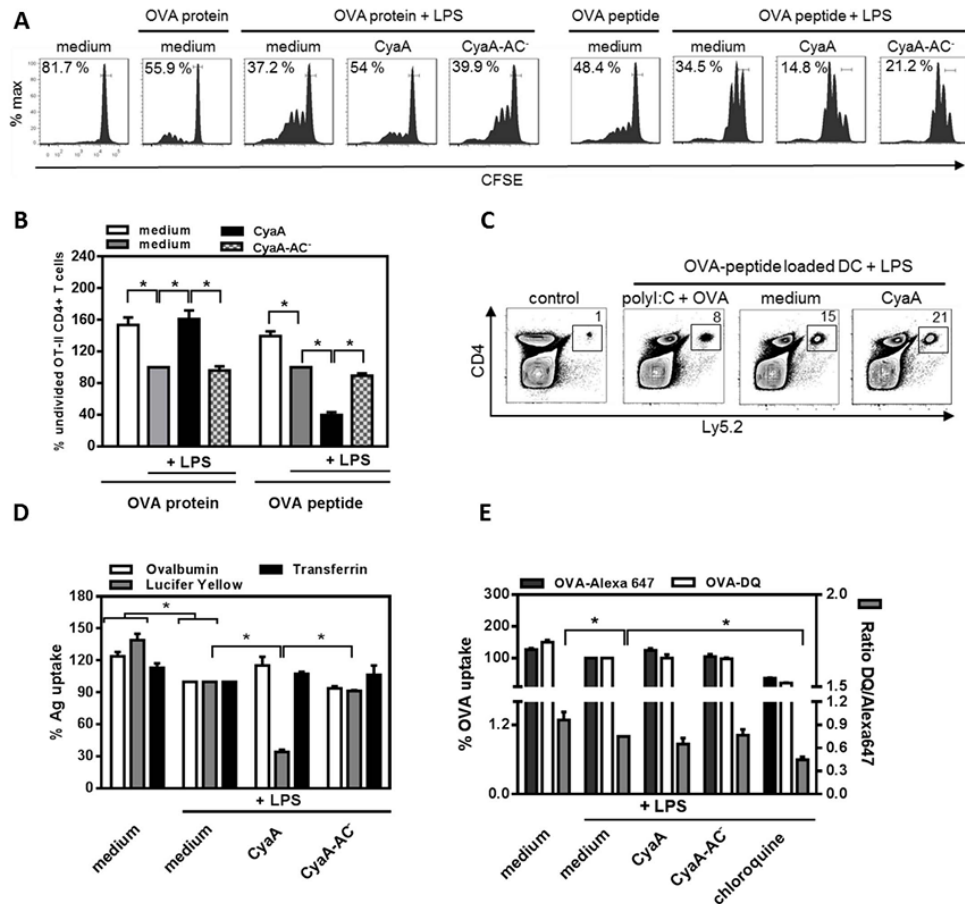 A
OVA protein
OVA protein + LPS
OVA peptide
OVA peptide + LPS
medium
medium
medium
CyaA
CyaA-AC-
medium
medium
CyaA
CyaA-AC-
81.7 %
55.9 %
37.2 %
54 %
39.9 %
48.4 %
34.5 %
14.8 %
21.2 %
% max
CFSE
B
medium
CyaA
medium
CyaA-AC-
% undivided OT-II CD4+ T cells
240
200
160
120
80
40
0
* * *
* * *
+ LPS
OVA protein
OVA peptide
C
OVA-peptide loaded DC + LPS
control
polyI:C + OVA
medium
CyaA
1
8
15
21
CD4
Ly5.2
D
Ovalbumin
Transferrin
Lucifer Yellow
% Ag uptake
180
150
120
90
60
30
0
* * *
+ LPS
medium
medium
CyaA
CyaA-AC-
E
OVA-Alexa 647
OVA-DQ
% OVA uptake
300
200
100
1.2
0.0
2.0
1.5
1.2
0.9
0.6
0.3
0.0
Ratio DQ/Alexa647
* *
+ LPS
medium
medium
CyaA
CyaA-AC-
chloroquine